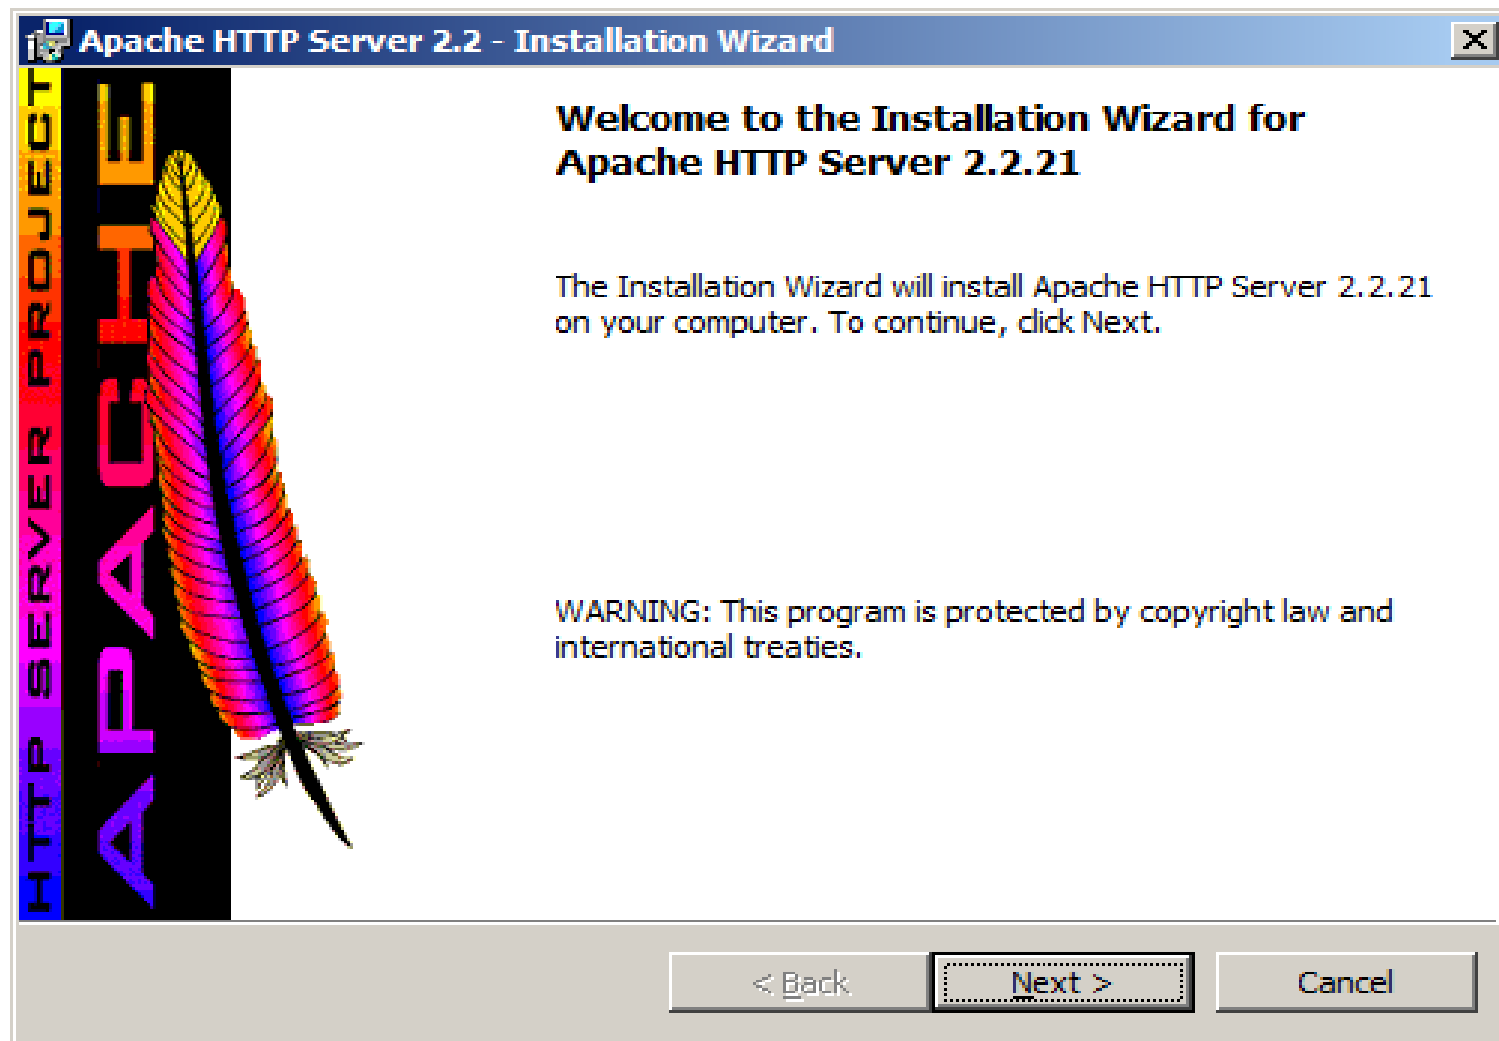 Apache HTTP Server 2.2 - Installation Wizard
HTTP SERVER PROJECT
APACHE
Welcome to the Installation Wizard for
Apache HTTP Server 2.2.21
The Installation Wizard will install Apache HTTP Server 2.2.21
on your computer. To continue, click Next.
WARNING: This program is protected by copyright law and
international treaties.
< Back
Next >
Cancel